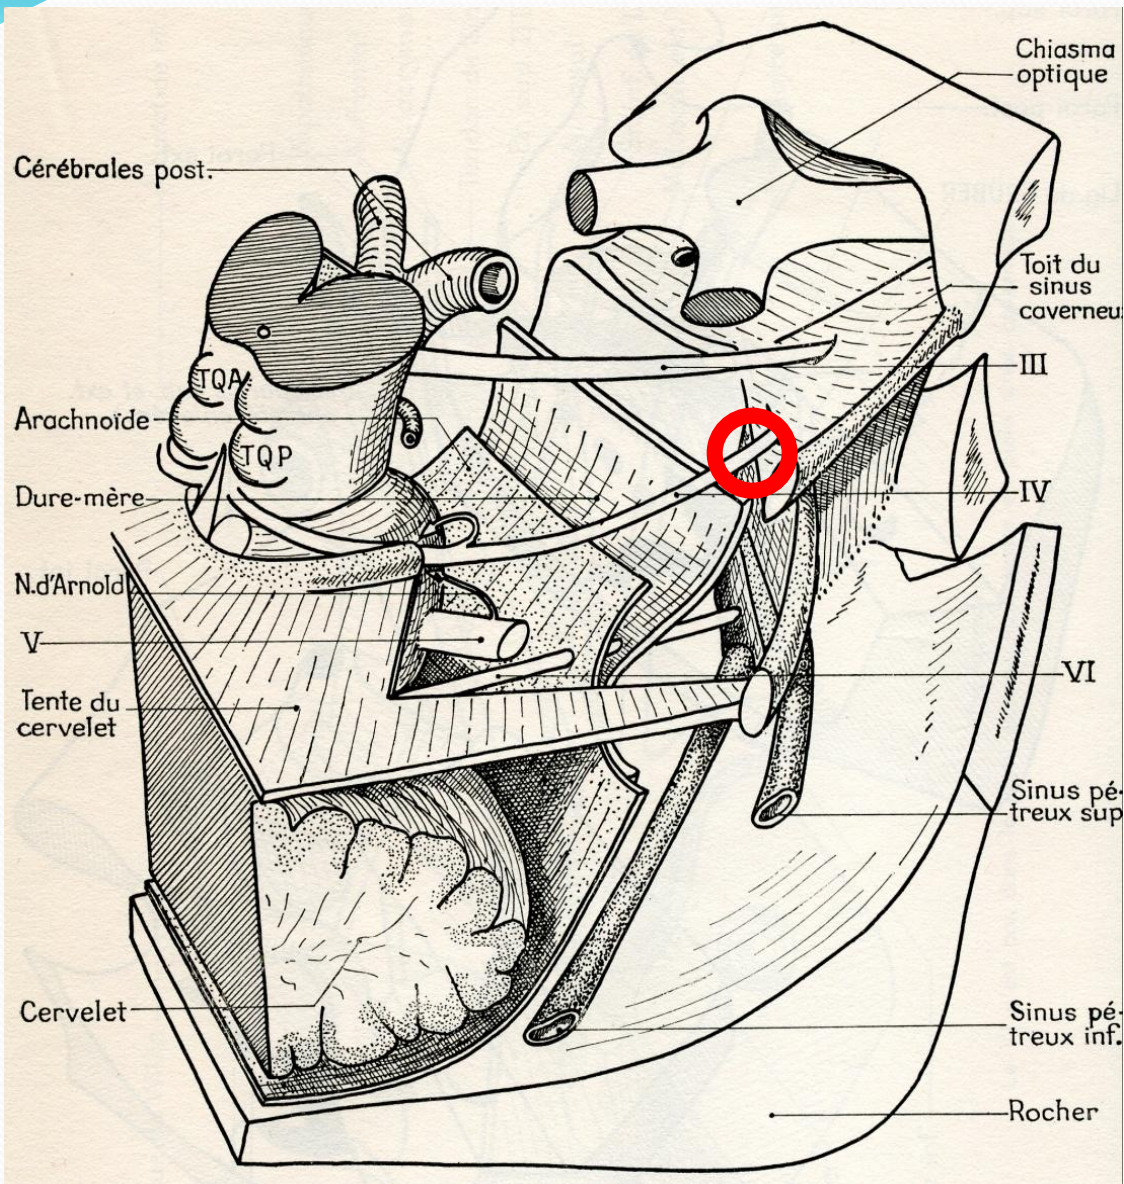 Chiasma
optique
Cérébrales post.
Toit du
sinus
caverneu
III
TQA
Arachnoïde
TQP
Dure-mère
IV
N.d'Arnold
V
VI
Tente du
cervelet
Sinus pé-
treux sup
Cervelet
Sinus pé-
treux inf.
Rocher